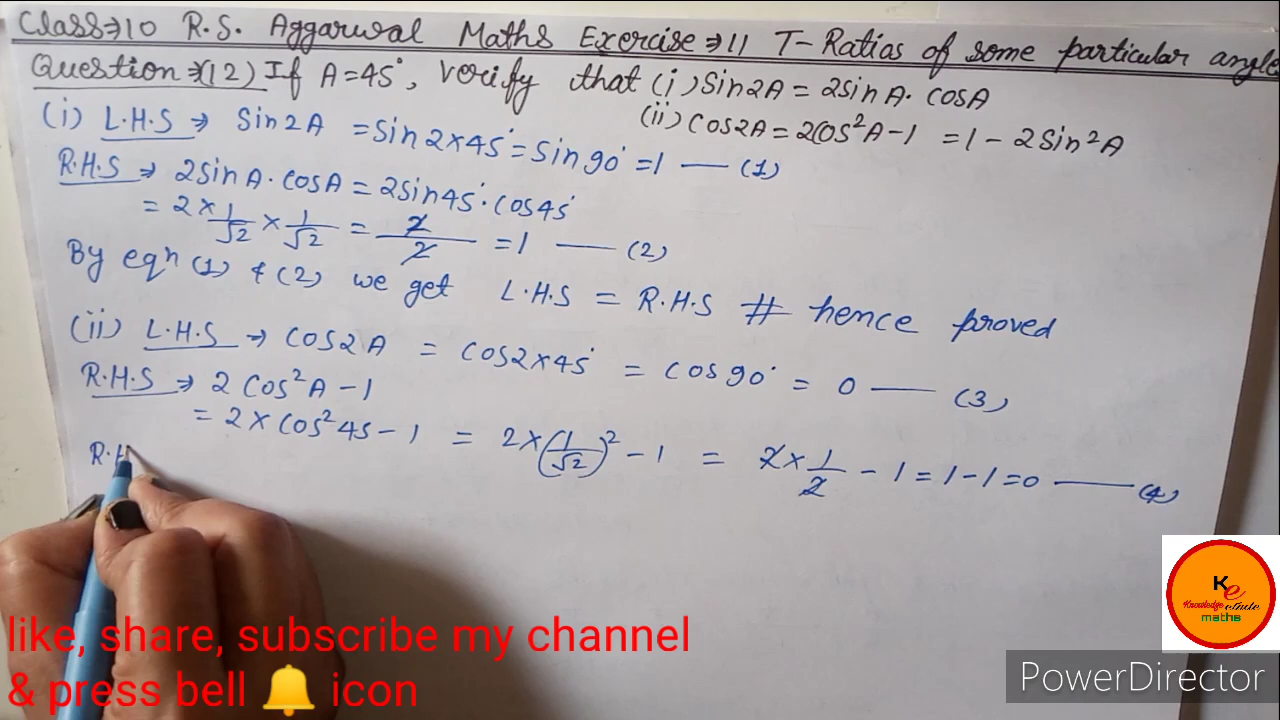 Class→10 R.S. Aggarwal Maths Exercise→11 T-Ratios of some particular angle
Question→(12) If A=45°, verify that (i) Sin2A = 2sinA·cosA
(ii) cos2A = 2cos²A-1 = 1-2Sin²A
(i) L.H.S → Sin2A = Sin2×45° = Sin90° = 1 — (1)
R.H.S → 2SinA·cosA = 2sin45°·cos45°
= 2×1/√2 × 1/√2 = 2/2 = 1 — (2)
By eqⁿ (1) & (2) we get L.H.S = R.H.S # hence proved
(ii) L.H.S → cos2A = cos2×45° = cos90° = 0 — (3)
R.H.S → 2cos²A-1
= 2×cos²45-1 = 2×(1/√2)²-1 = 2×1/2-1 = 1-1=0 — (4)
R.H
like, share, subscribe my channel
& press bell 🔔 icon
Ke
Knowledge etude
maths
PowerDirector